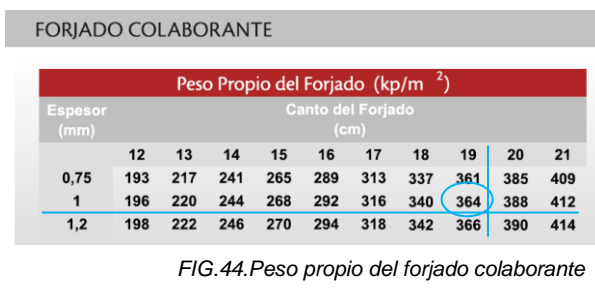 FORJADO COLABORANTE
Peso Propio del Forjado (kp/m 2)
Espesor Canto del Forjado
(mm) (cm)
12 13 14 15 16 17 18 19 20 21
0,75 193 217 241 265 289 313 337 361 385 409
1 196 220 244 268 292 316 340 364 388 412
1,2 198 222 246 270 294 318 342 366 390 414
FIG.44.Peso propio del forjado colaborante